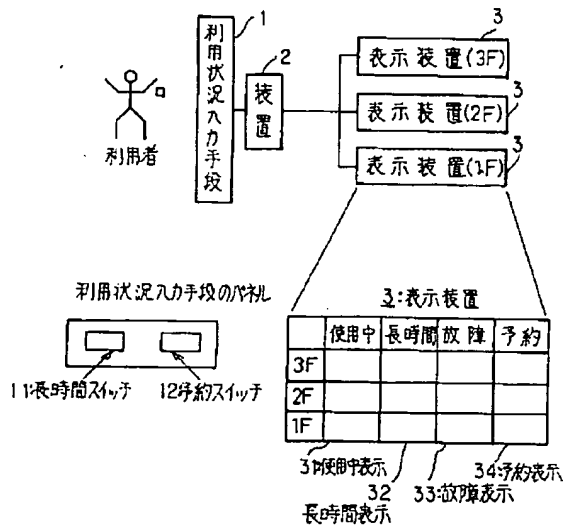 1
3
利用状況入力手段
2
装置
表示装置(3F)
3
表示装置(2F)
3
表示装置(1F)
利用者
利用状況入力手段のパネル
11:長時間スイッチ
12予約スイッチ
3:表示装置
使用中 長時間 故障 予約
3F
2F
1F
31:使用中表示
32
長時間表示
33:故障表示
34:予約表示